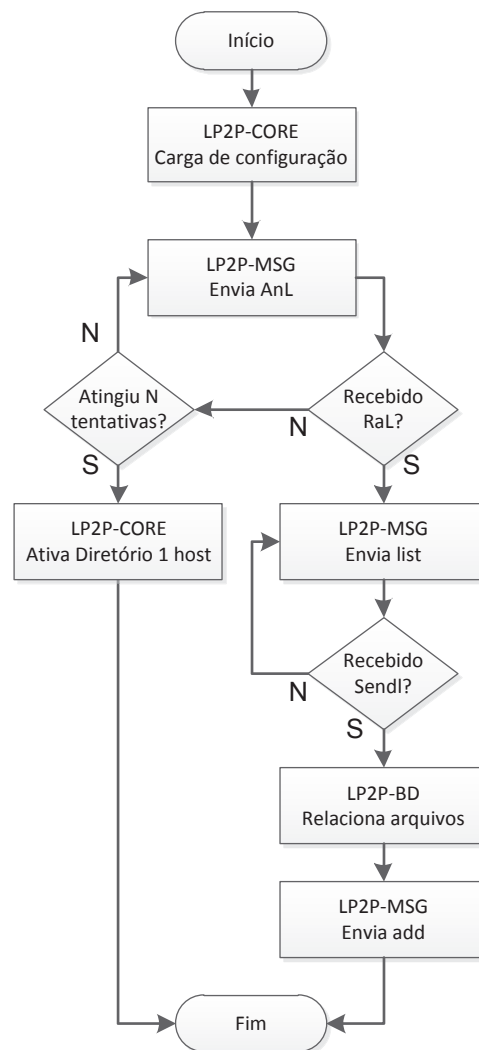 Início
LP2P-CORE
Carga de configuração
LP2P-MSG
Envia AnL
N
Atingiu N
tentativas?
N
Recebido
RaL?
S
S
LP2P-CORE
Ativa Diretório 1 host
LP2P-MSG
Envia list
Recebido
Sendl?
N
S
LP2P-BD
Relaciona arquivos
LP2P-MSG
Envia add
Fim